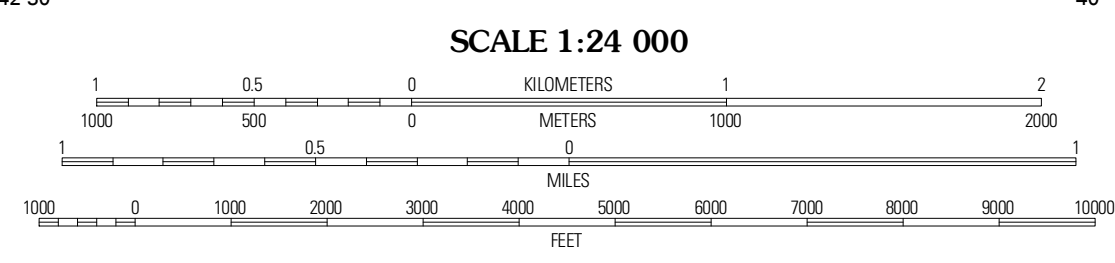 42'30" 40'
SCALE 1:24 000
1 0.5 0 KILOMETERS 1 2
1000 500 0 METERS 1000 2000
1 0.5 0 1
MILES
1000 0 1000 2000 3000 4000 5000 6000 7000 8000 9000 10000
FEET